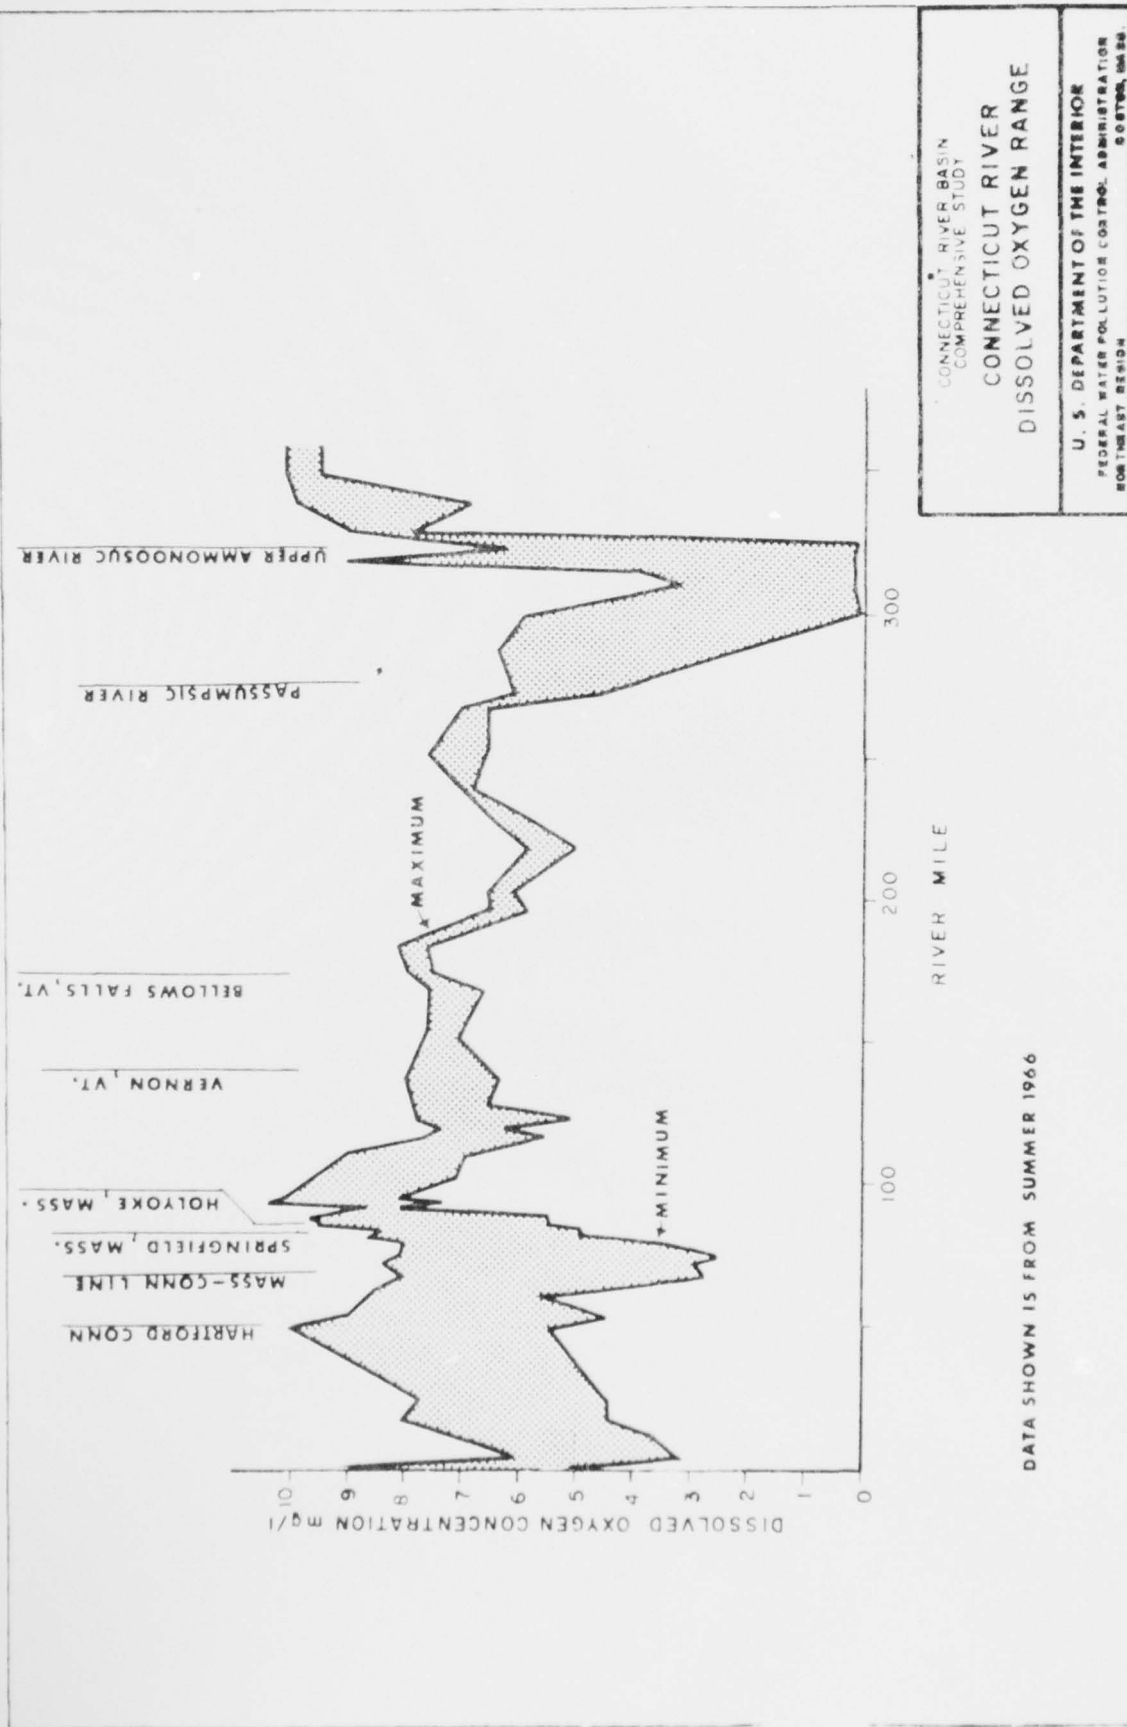 UPPER AMMONOOSUC RIVER
PASSUMPSIC RIVER
BELLOWS FALLS, VT.
VERNON, VT.
HOLYOKE, MASS.
SPRINGFIELD, MASS.
MASS-CONN LINE
HARTFORD CONN
MAXIMUM
MINIMUM
DISSOLVED OXYGEN CONCENTRATION mg/l
10
9
8
7
6
5
4
3
2
1
0
100
200
300
RIVER MILE
DATA SHOWN IS FROM SUMMER 1966
CONNECTICUT RIVER BASIN
COMPREHENSIVE STUDY
CONNECTICUT RIVER
DISSOLVED OXYGEN RANGE
U. S. DEPARTMENT OF THE INTERIOR
FEDERAL WATER POLLUTION CONTROL ADMINISTRATION
NORTHEAST REGION BOSTON, MASS.